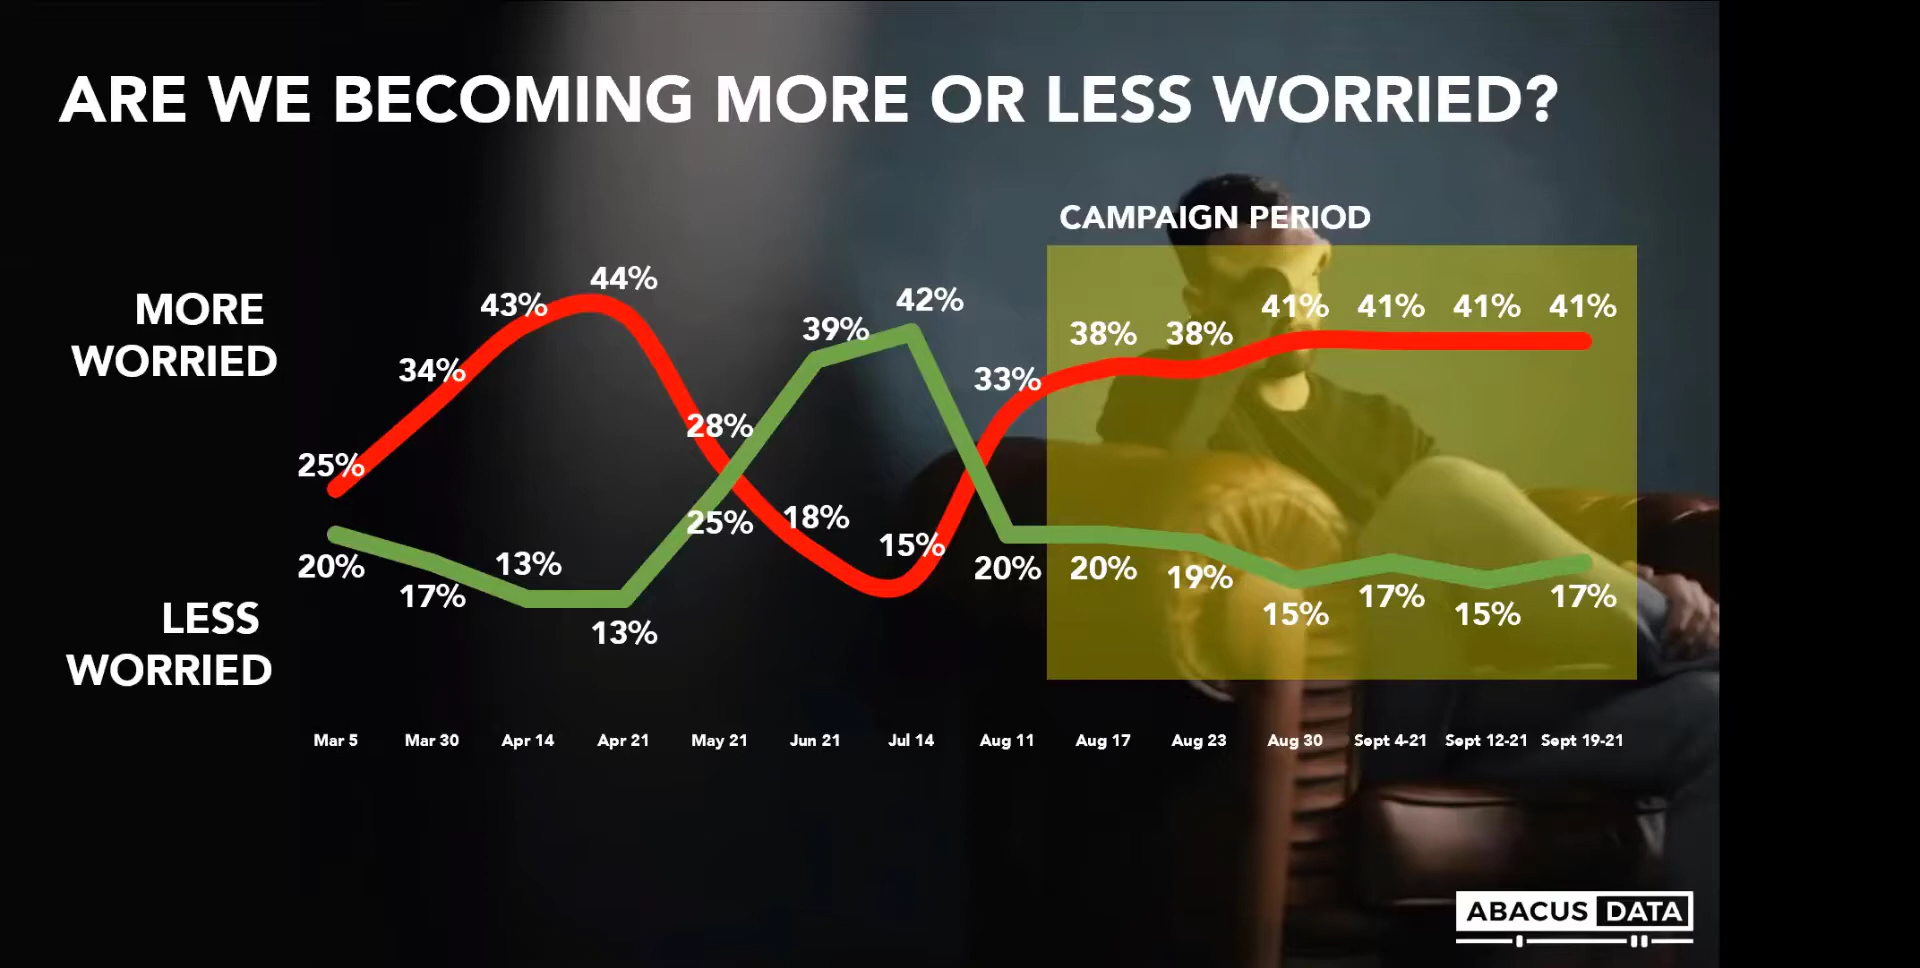 ARE WE BECOMING MORE OR LESS WORRIED?
CAMPAIGN PERIOD
MORE
WORRIED
LESS
WORRIED
25% 34% 43% 44% 28% 18% 15% 33% 38% 38% 41% 41% 41% 41%
20% 17% 13% 13% 25% 39% 42% 20% 20% 19% 15% 17% 15% 17%
Mar 5 Mar 30 Apr 14 Apr 21 May 21 Jun 21 Jul 14 Aug 11 Aug 17 Aug 23 Aug 30 Sept 4-21 Sept 12-21 Sept 19-21
ABACUS DATA